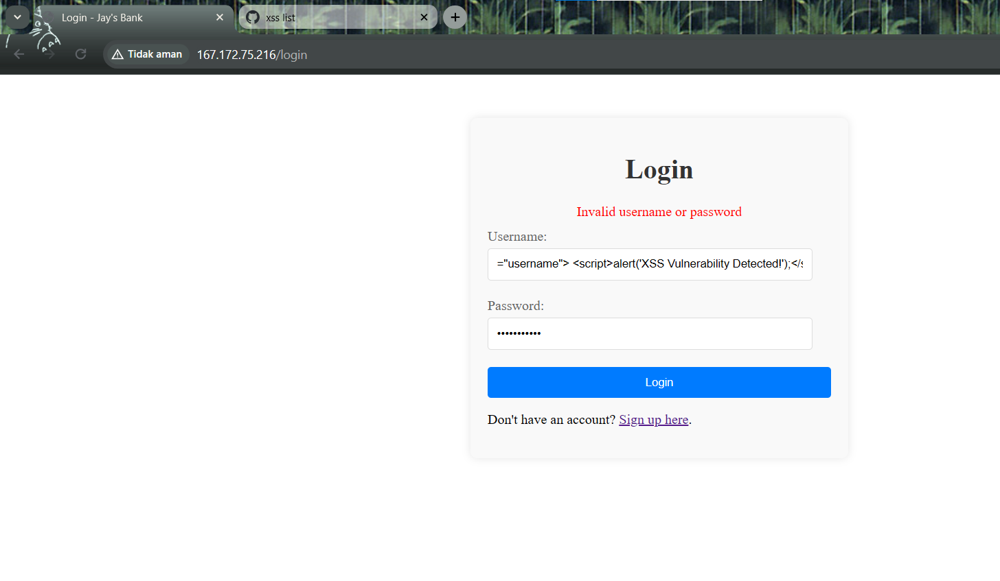 Login - Jay's Bank
xss list
Tidak aman
167.172.75.216/login
Login
Invalid username or password
Username:
="username"> <script>alert('XSS Vulnerability Detected!');</s
Password:
•••••••••••
Login
Don't have an account? Sign up here.